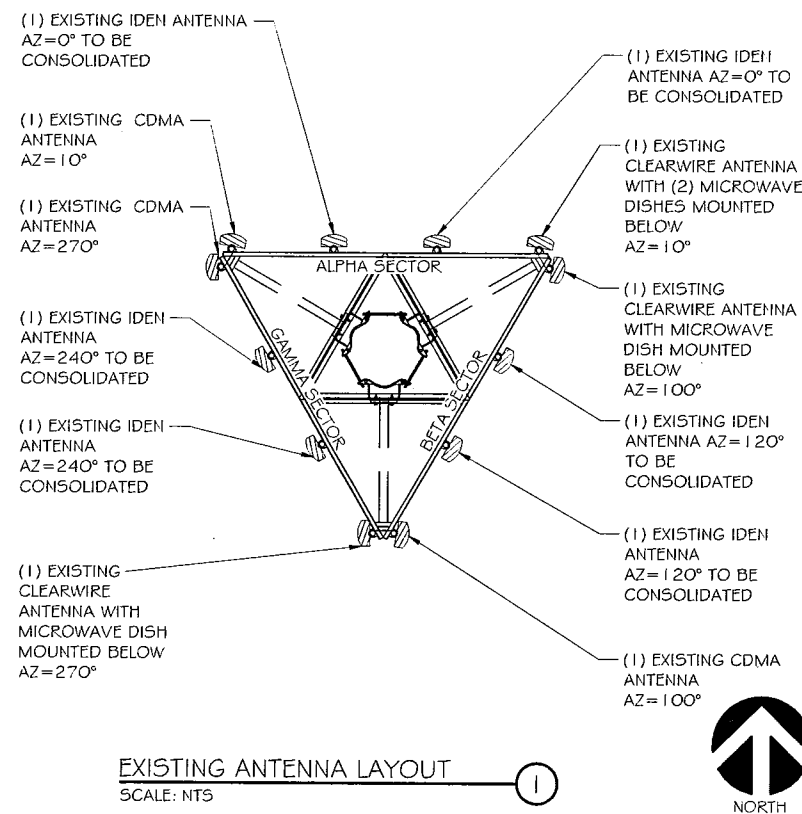 (1) EXISTING IDEN ANTENNA
AZ=0° TO BE
CONSOLIDATED
(1) EXISTING CDMA
ANTENNA
AZ=10°
(1) EXISTING CDMA
ANTENNA
AZ=270°
(1) EXISTING IDEN
ANTENNA
AZ=240° TO BE
CONSOLIDATED
(1) EXISTING IDEN
ANTENNA
AZ=240° TO BE
CONSOLIDATED
(1) EXISTING
CLEARWIRE
ANTENNA WITH
MICROWAVE DISH
MOUNTED BELOW
AZ=270°
ALPHA SECTOR
GAMMA SECTOR
BETA SECTOR
(1) EXISTING IDEN
ANTENNA AZ=0° TO
BE CONSOLIDATED
(1) EXISTING
CLEARWIRE ANTENNA
WITH (2) MICROWAVE
DISHES MOUNTED
BELOW
AZ=10°
(1) EXISTING
CLEARWIRE ANTENNA
WITH MICROWAVE
DISH MOUNTED
BELOW
AZ=100°
(1) EXISTING IDEN
ANTENNA AZ=120°
TO BE
CONSOLIDATED
(1) EXISTING IDEN
ANTENNA
AZ=120° TO BE
CONSOLIDATED
(1) EXISTING CDMA
ANTENNA
AZ=100°
EXISTING ANTENNA LAYOUT
SCALE: NTS
1
NORTH